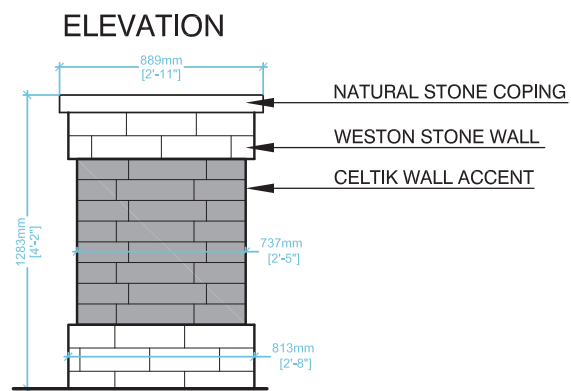 ELEVATION
889mm
[2'-11"]
NATURAL STONE COPING
WESTON STONE WALL
CELTIK WALL ACCENT
1283mm
[4'-2"]
737mm
[2'-5"]
813mm
[2'-8"]